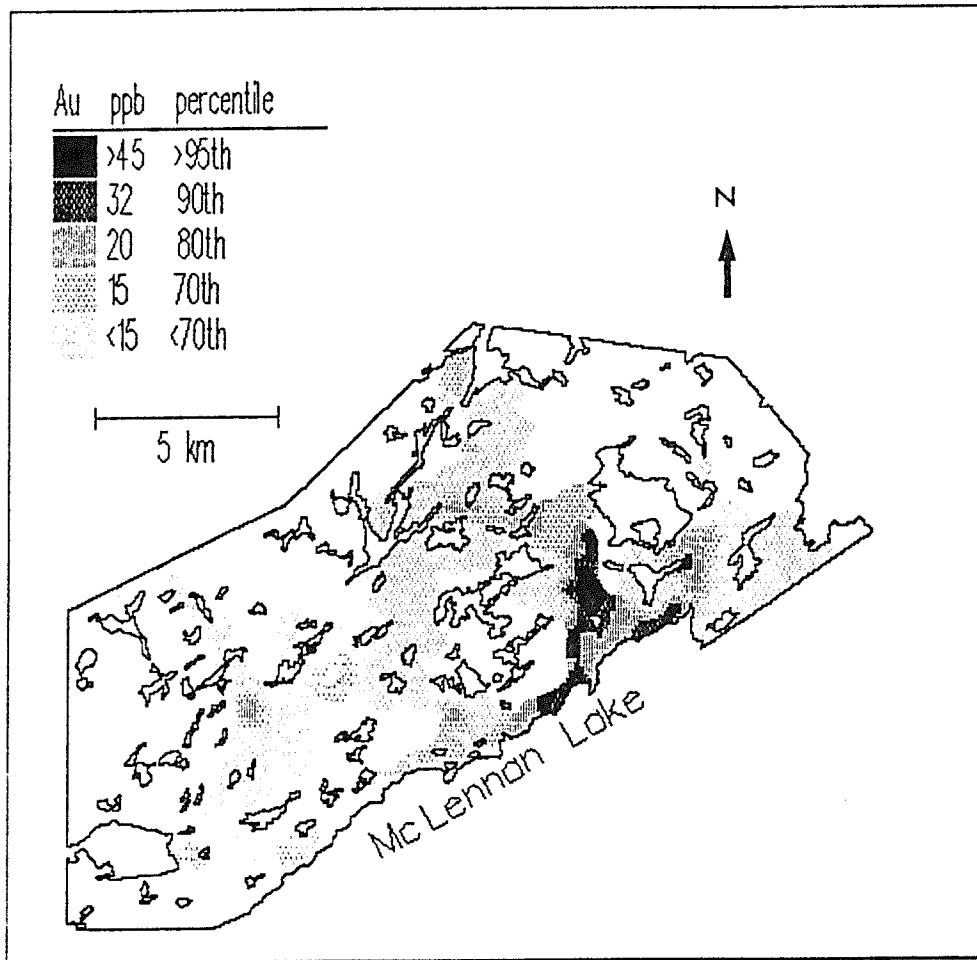 Au ppb percentile
>45 >95th
32 90th
20 80th
15 70th
<15 <70th
N
5 km
McLennan Lake